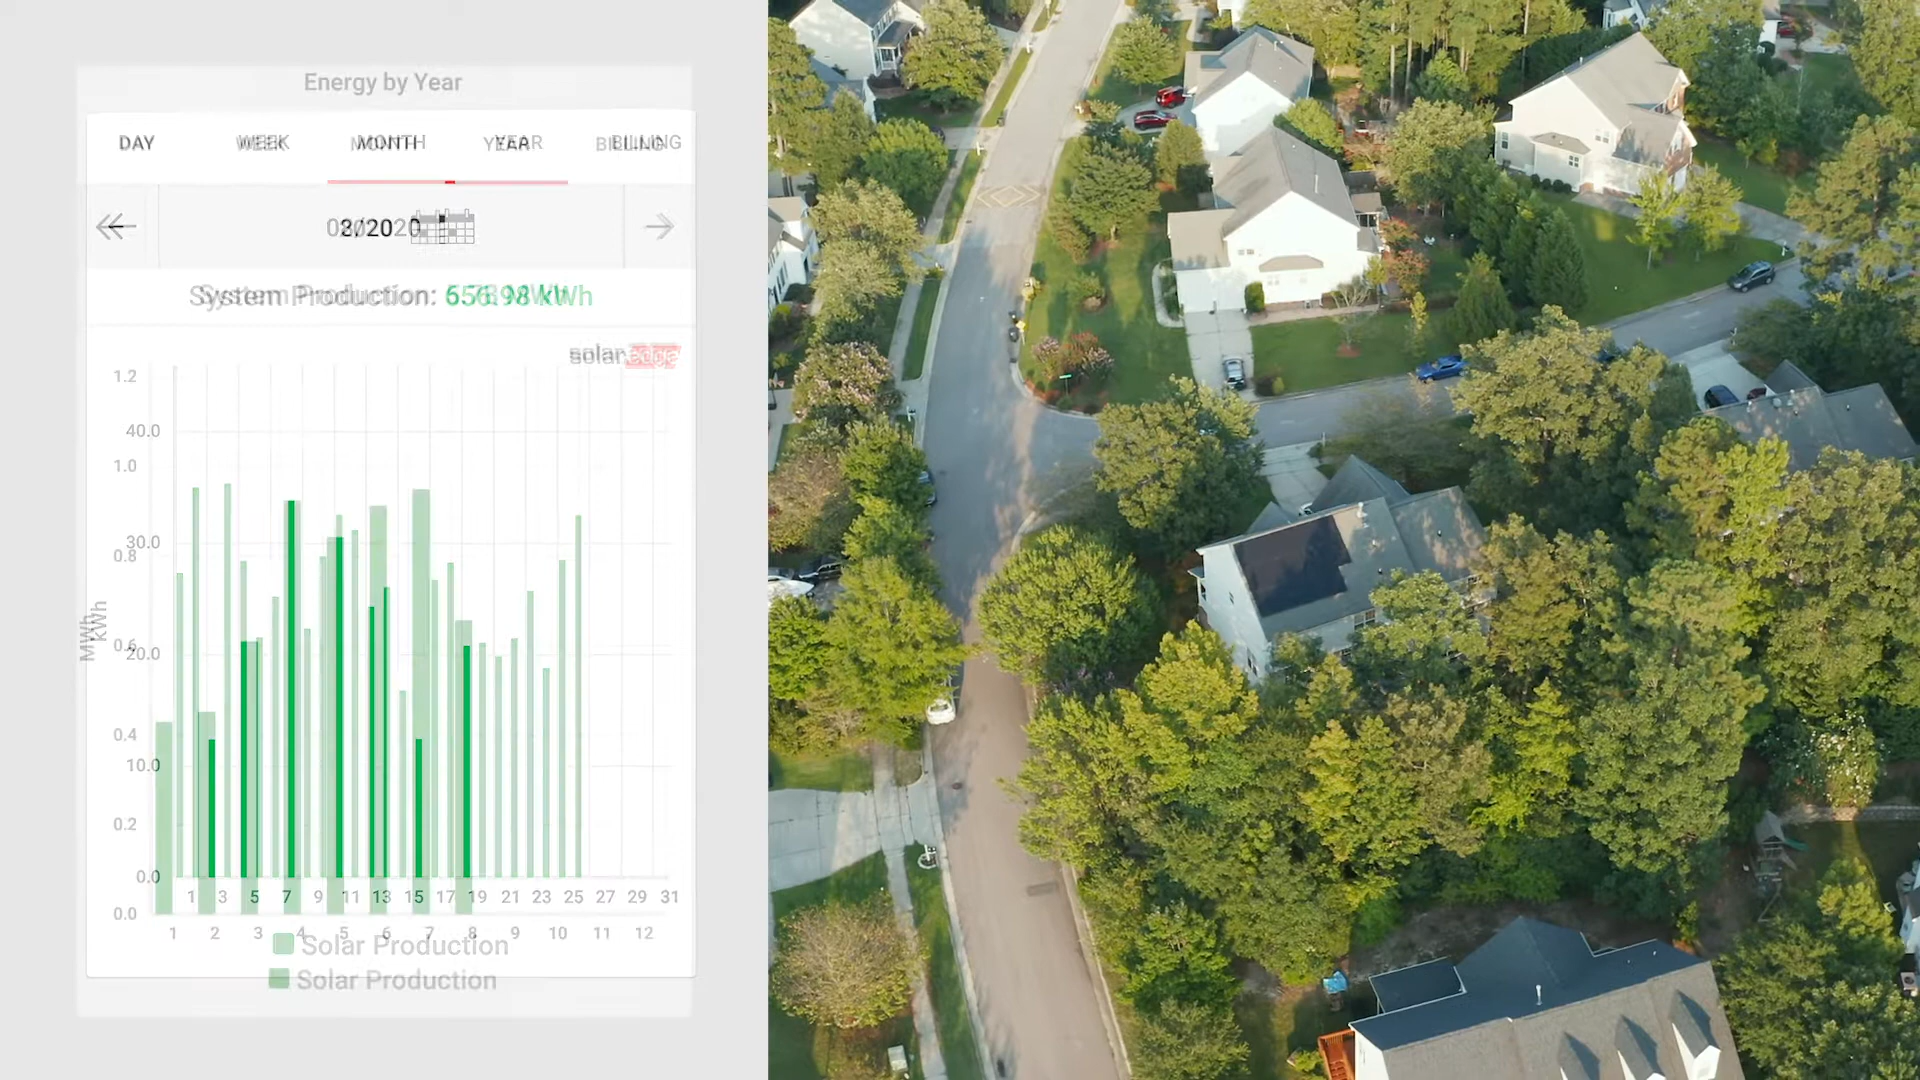 Energy by Year
DAY WEEK MONTH YEAR BILLING
System Production:
solaredge
1.2
40.0
1.0
30.0
0.8
MWh
kWh
0.6
20.0
0.4
10.0
0.2
0.0
1 3 5 7 9 11 13 15 17 19 21 23 25 27 29 31
0.0
1 2 3 4 5 6 7 8 9 10 11 12
Solar Production
Solar Production